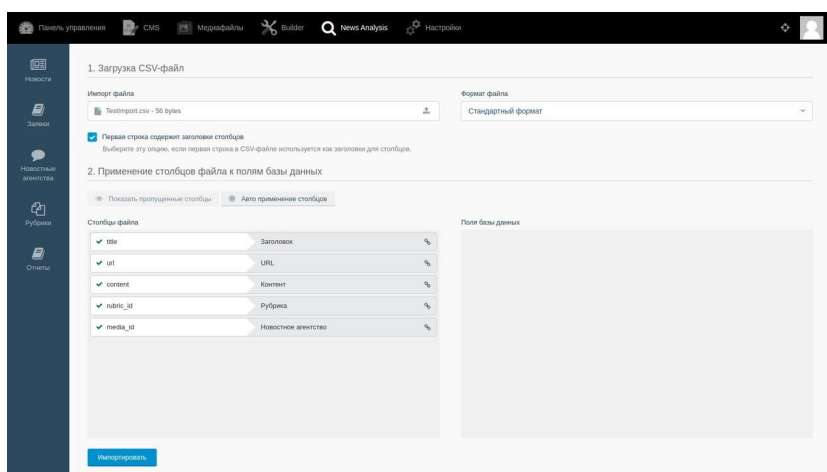 Панель управления CMS Медиафайлы Builder News Analysis Настройки
Новости
Заявки
Новостные агентства
Рубрики
Отчеты
1. Загрузка CSV-файл
Импорт файла
Testimport.csv - 56 bytes
Формат файла
Стандартный формат
Первая строка содержит заголовки столбцов
Выберите эту опцию, если первая строка в CSV-файле используется как заголовки для столбцов.
2. Применение столбцов файла к полям базы данных
Показать пропущенные столбцы Авто применение столбцов
Столбцы файла
title Заголовок
url URL
content Контент
rubric_id Рубрика
media_id Новостное агентство
Поля базы данных
Импортировать